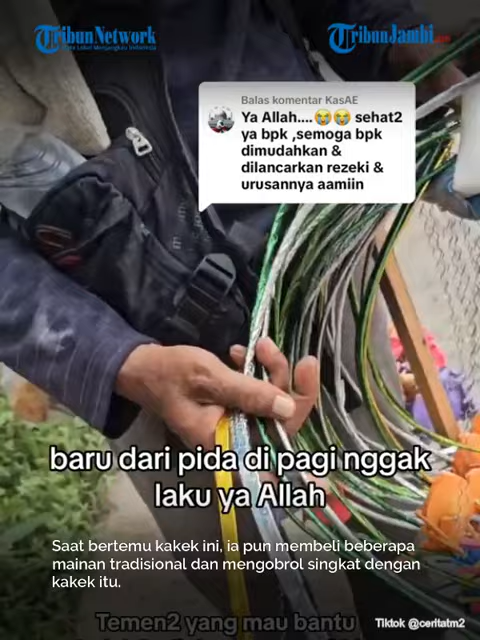 TribunNetwork
TribunJambi.com
Balas komentar KasAE
Ya Allah....😭😭 sehat2
ya bpk ,semoga bpk
dimudahkan &
dilancarkan rezeki &
urusannya aamiin
baru dari pida di pagi nggak
laku ya Allah
Saat bertemu kakek ini, ia pun membeli beberapa
mainan tradisional dan mengobrol singkat dengan
kakek itu.
Temen2 yang mau bantu
Tiktok @ceritatm2